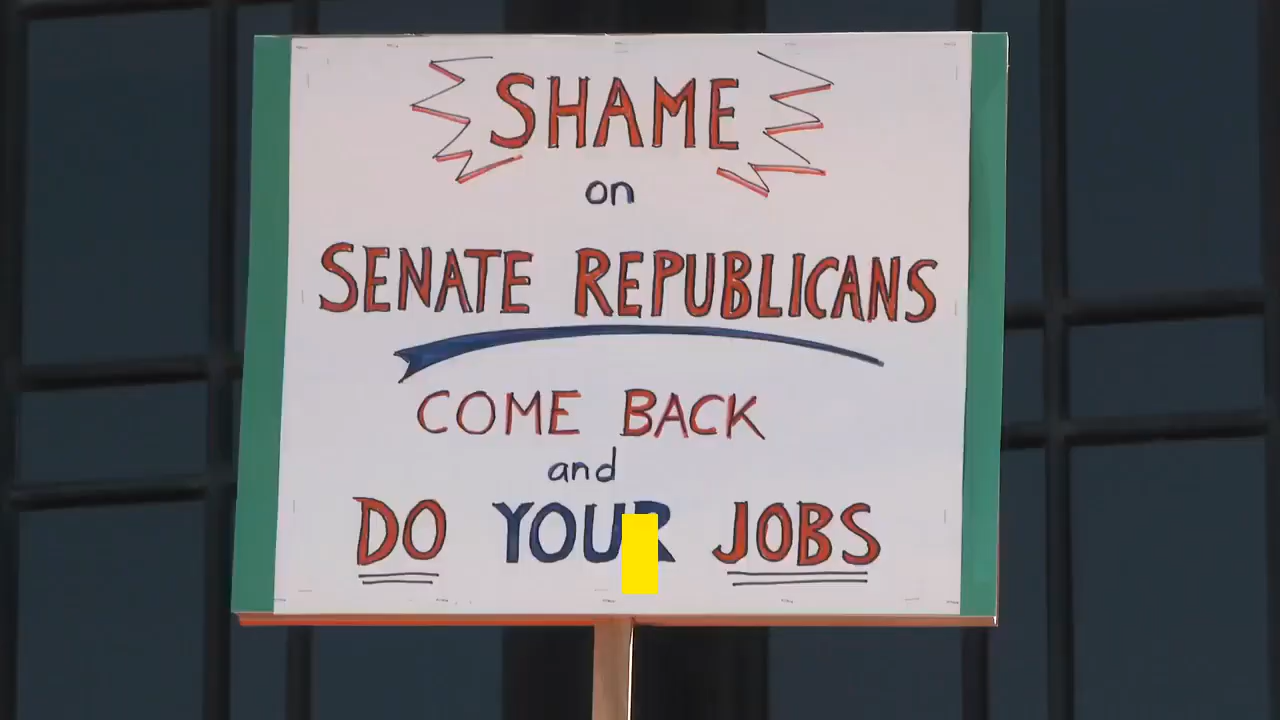 SHAME
on
SENATE REPUBLICANS
COME BACK
and
DO YOUR JOBS